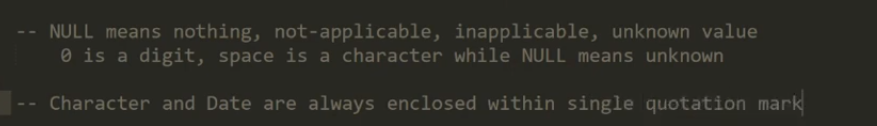 -- NULL means nothing, not-applicable, inapplicable, unknown value
0 is a digit, space is a character while NULL means unknown
-- Character and Date are always enclosed within single quotation mark